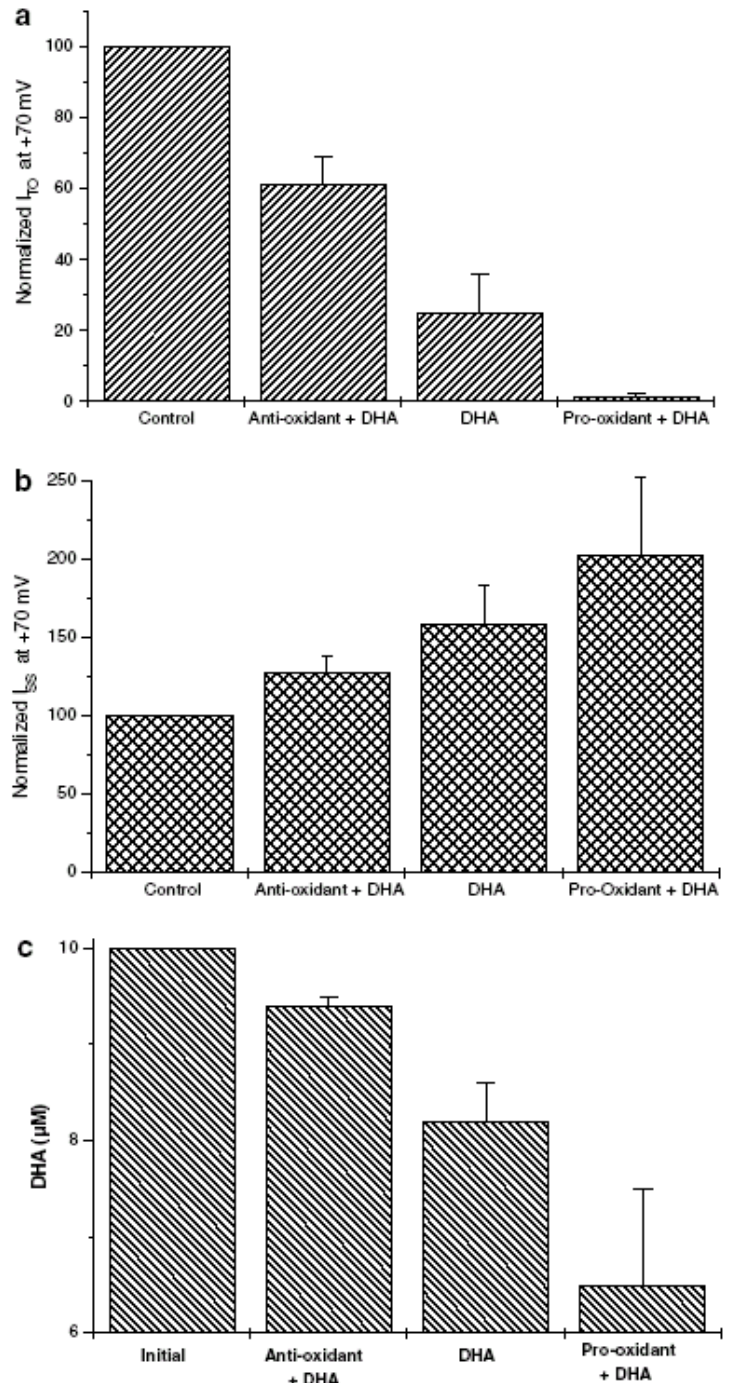 a
Normalized I_TO at +70 mV
100
80
60
40
20
0
Control
Anti-oxidant + DHA
DHA
Pro-oxidant + DHA
b
Normalized I_SS at +70 mV
250
200
150
100
50
0
Control
Anti-oxidant + DHA
DHA
Pro-Oxidant + DHA
c
DHA (µM)
10
8
6
Initial
Anti-oxidant
+ DHA
DHA
Pro-oxidant
+ DHA